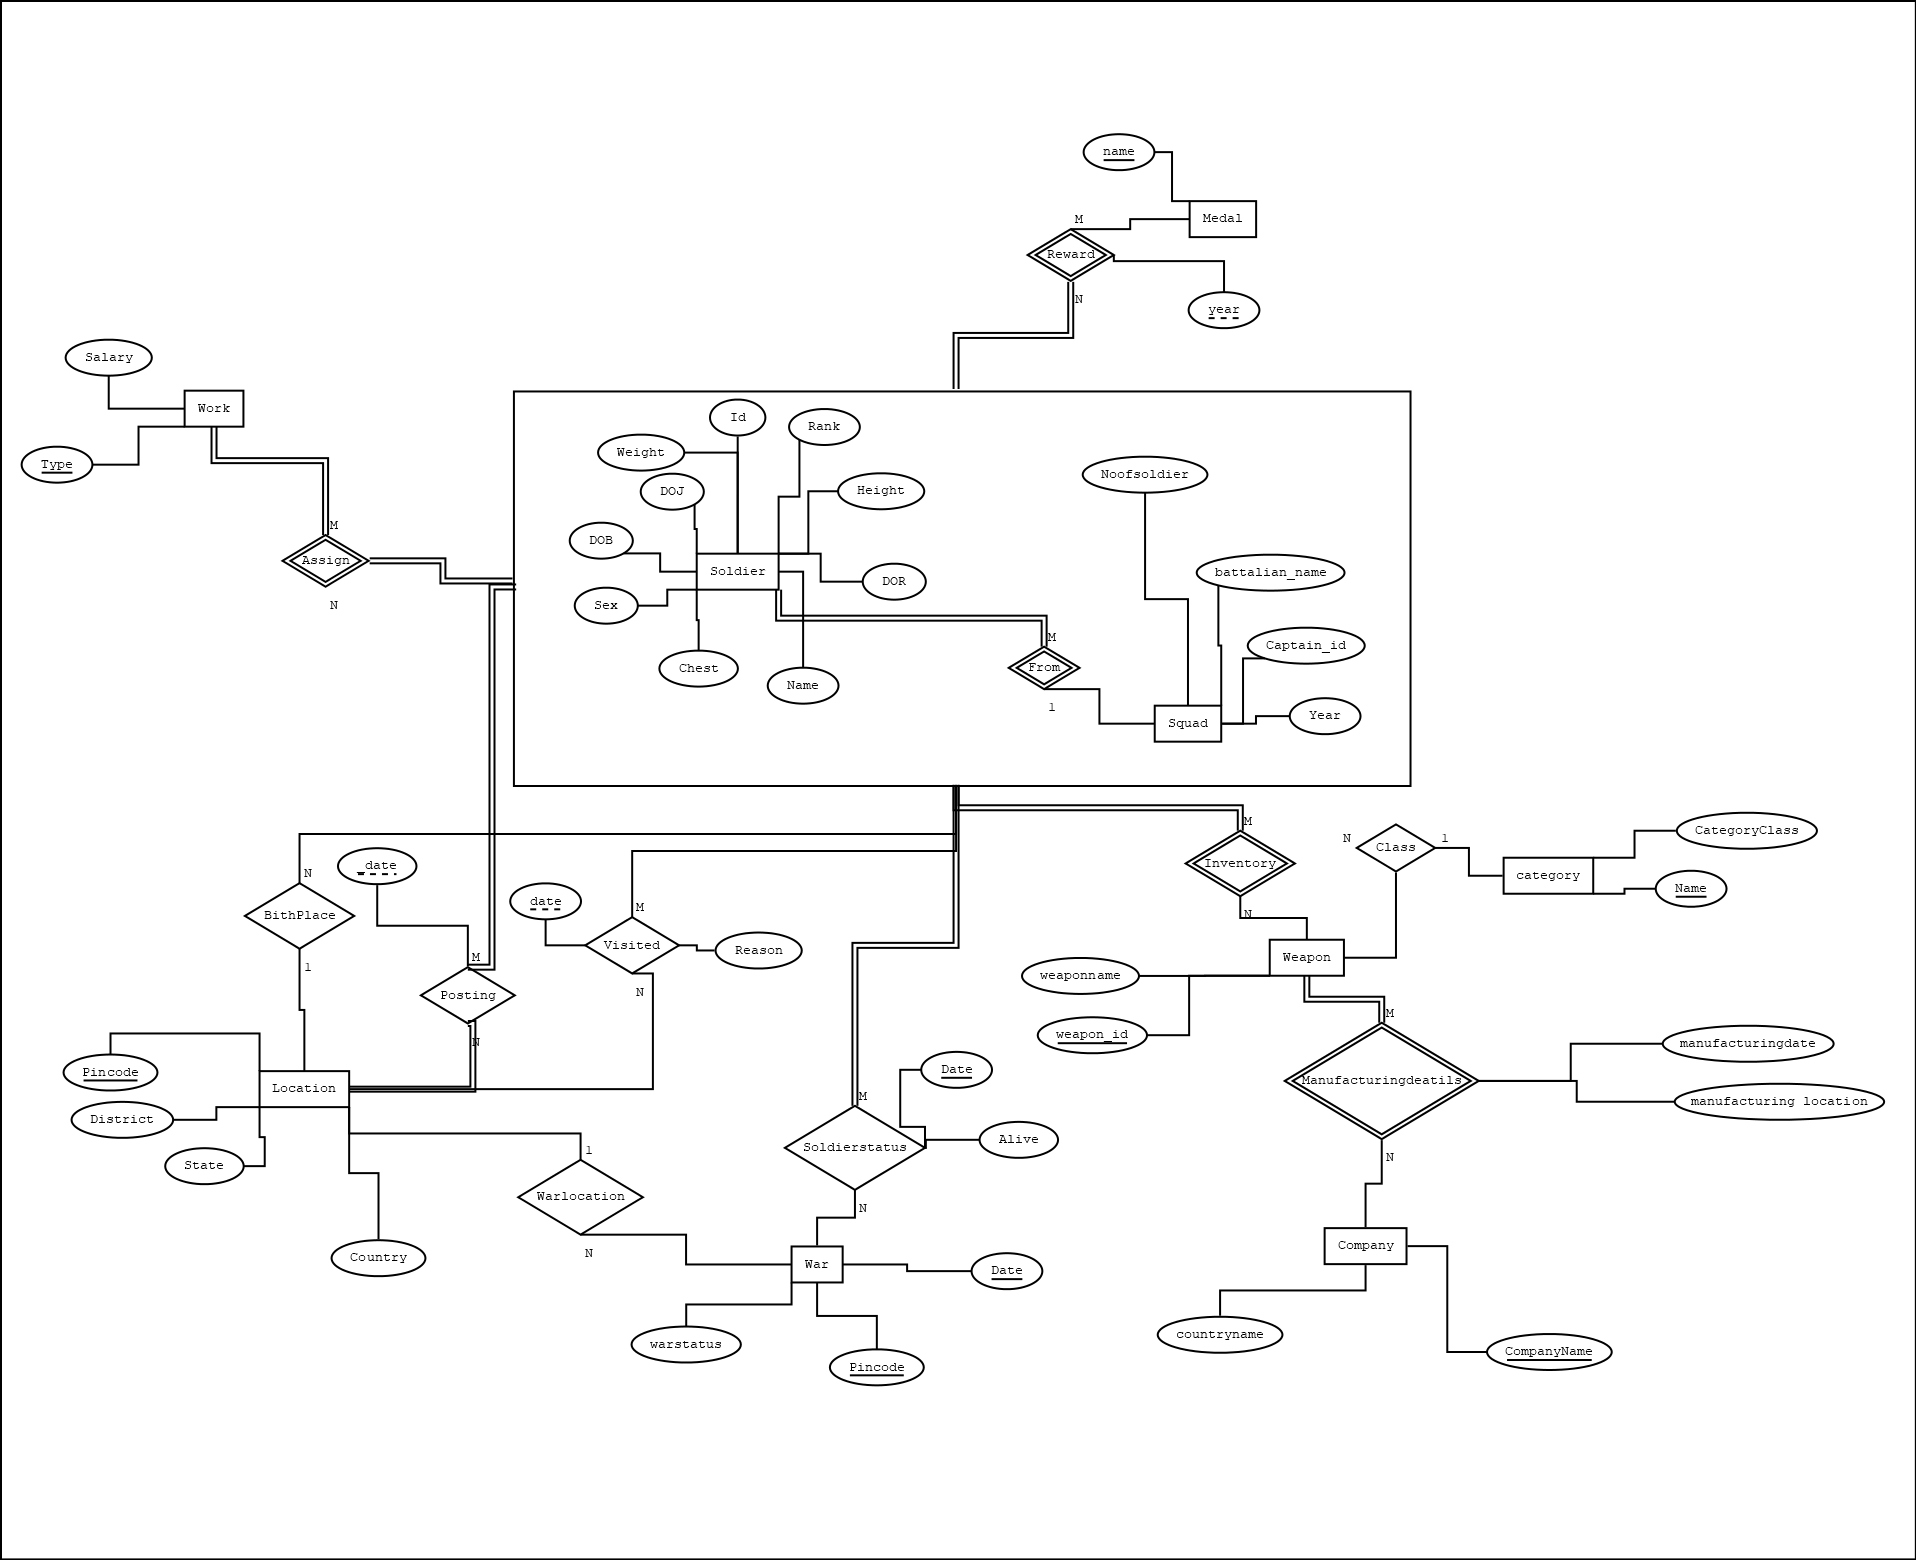 name
Medal
M
Reward
N
year
Salary
Work
Type
M
Assign
N
Id
Rank
Weight
DOJ
Height
Noofsoldier
DOB
Soldier
DOR
battalian_name
Sex
M
Captain_id
From
Chest
Name
1
Squad
Year
M
N
1
CategoryClass
Class
Inventory
category
Name
N
_date
N
BithPlace
date
M
Visited
Reason
1
M
Posting
N
N
Weapon
weaponname
weapon_id
M
Manufacturingdeatils
manufacturingdate
manufacturing location
N
Pincode
Location
District
State
Country
1
Warlocation
N
Date
M
Alive
Soldierstatus
N
War
Date
warstatus
Pincode
Company
countryname
CompanyName